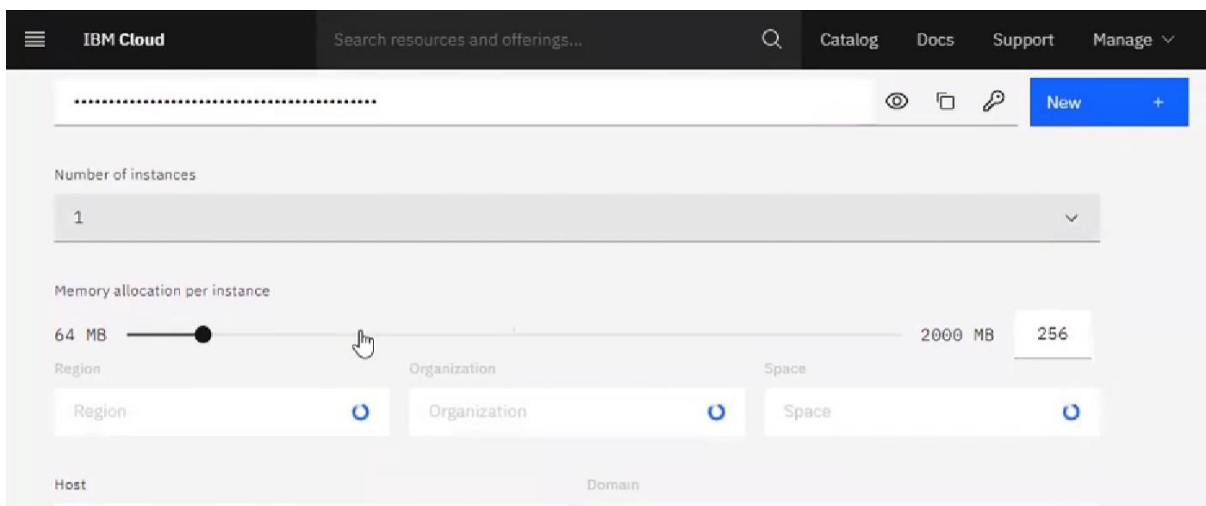 IBM Cloud Search resources and offerings... Catalog Docs Support Manage
•••••••••••••••••••••••••••••••••••••••••••• New +
Number of instances
1
Memory allocation per instance
64 MB 2000 MB 256
Region Organization Space
Region Organization Space
Host Domain